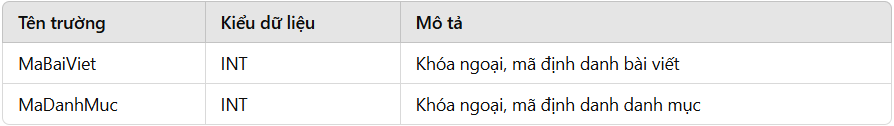 Tên trường Kiểu dữ liệu Mô tả
MaBaiViet INT Khóa ngoại, mã định danh bài viết
MaDanhMuc INT Khóa ngoại, mã định danh danh mục